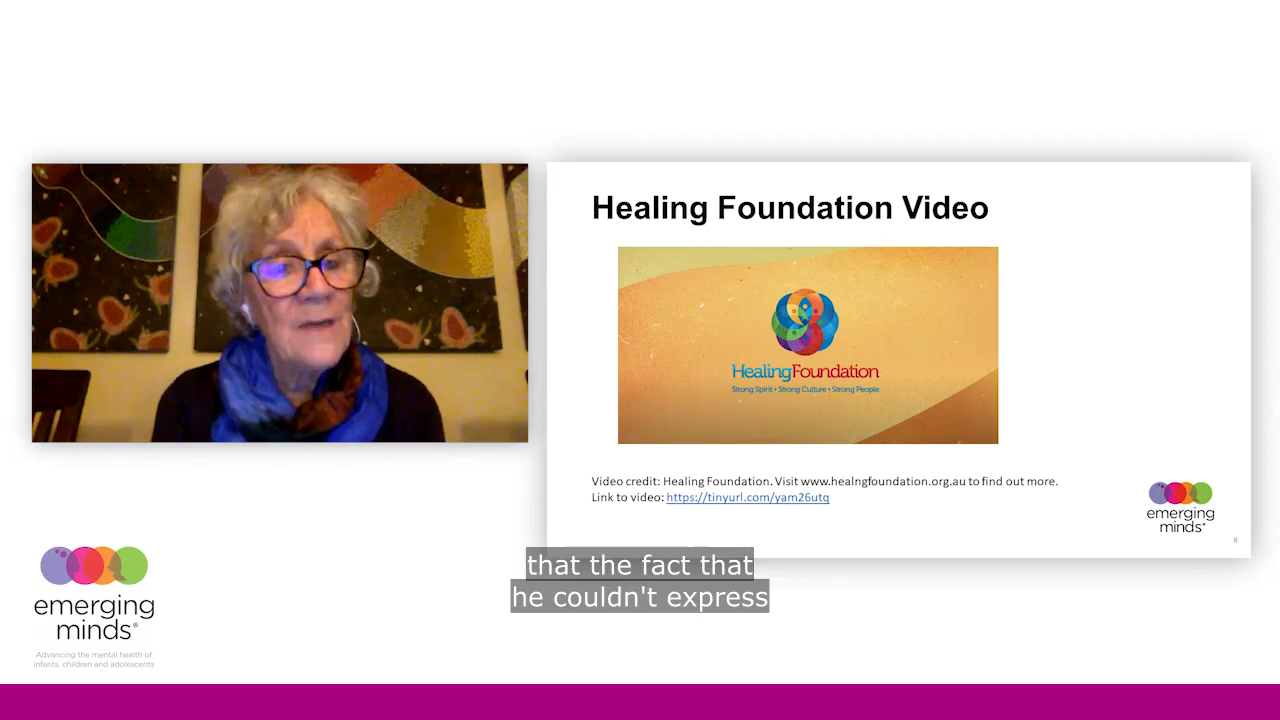 Healing Foundation Video
HealingFoundation
Strong Spirit • Strong Culture • Strong People
Video credit: Healing Foundation. Visit www.healngfoundation.org.au to find out more.
Link to video: https://tinyurl.com/yam26utq
emerging
minds®
8
that the fact that
he couldn't express
emerging
minds®
Advancing the mental health of
infants, children and adolescents